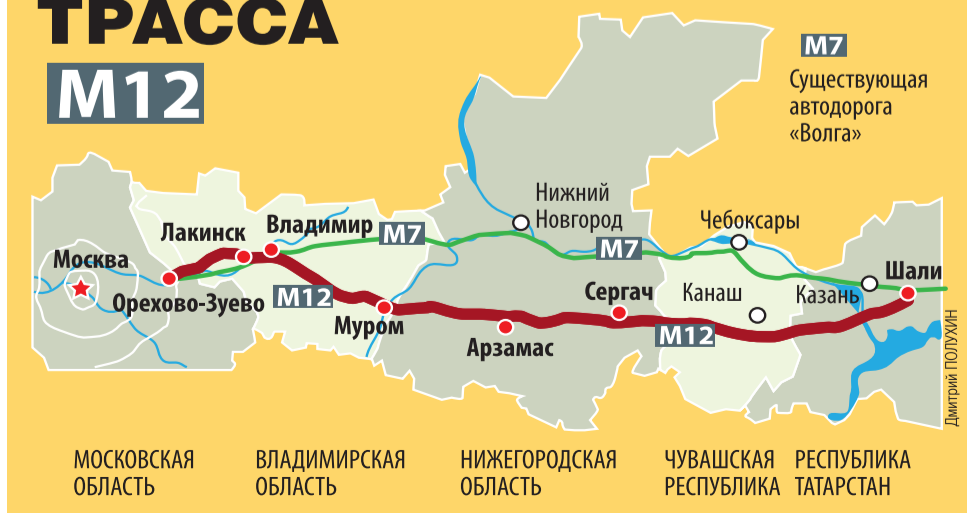 ТРАССА
М12
М7
Существующая
автодорога
«Волга»
Нижний
Новгород
Чебоксары
Владимир
Лакинск
М7
М7
Москва
Шали
Орехово-Зуево
М12
Сергач
Канаш
Казань
Муром
М12
Арзамас
Дмитрий ПОЛУХИН
МОСКОВСКАЯ
ОБЛАСТЬ
ВЛАДИМИРСКАЯ
ОБЛАСТЬ
НИЖЕГОРОДСКАЯ
ОБЛАСТЬ
ЧУВАШСКАЯ
РЕСПУБЛИКА
РЕСПУБЛИКА
ТАТАРСТАН